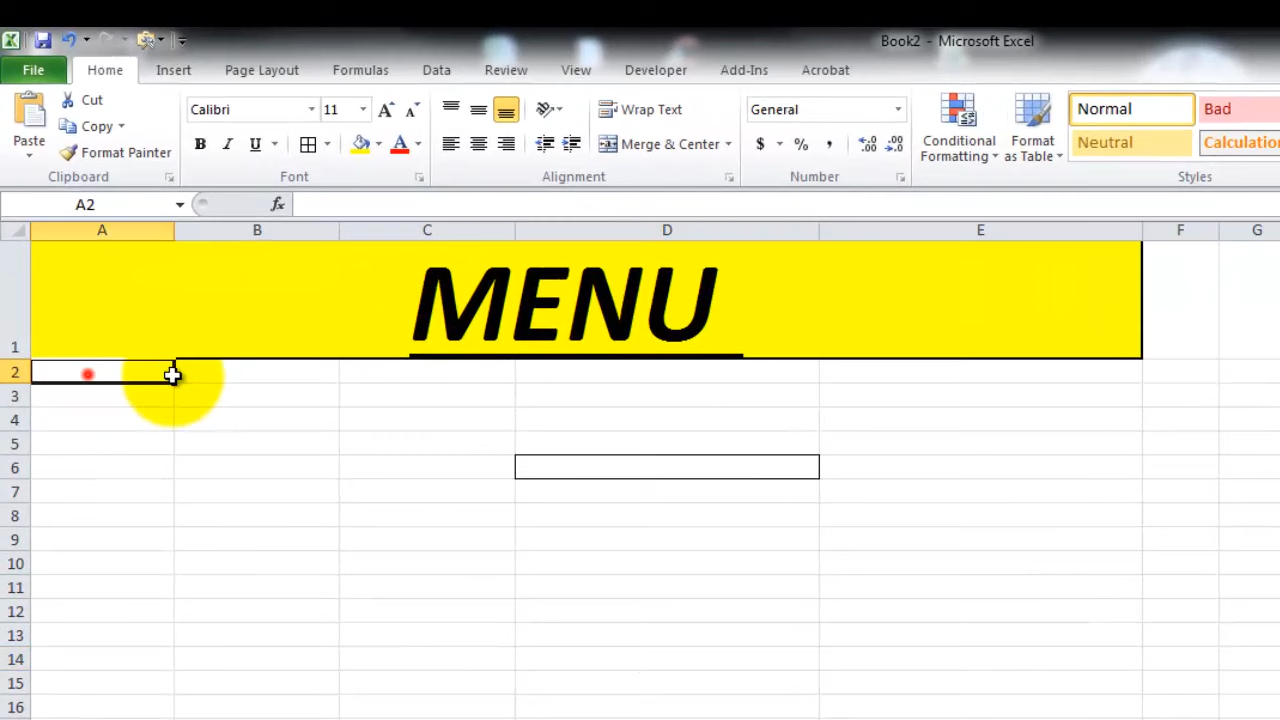 Book2 - Microsoft Excel
File Home Insert Page Layout Formulas Data Review View Developer Add-Ins Acrobat
Paste
Cut
Copy
Format Painter
Clipboard
Calibri 11
B I U
Font
Wrap Text
Merge & Center
Alignment
General
$ % ,
Number
Conditional Formatting
Format as Table
Normal Bad
Neutral Calculatio
Styles
A2 fx
A B C D E F G
1 MENU
2
3
4
5
6
7
8
9
10
11
12
13
14
15
16